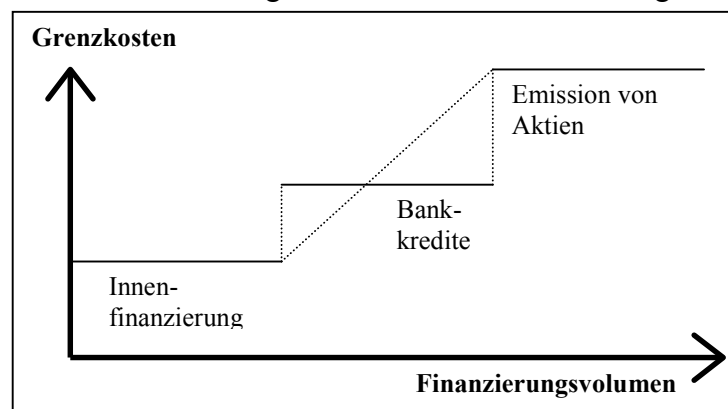 Grenzkosten
Emission von
Aktien
Bank-
kredite
Innen-
finanzierung
Finanzierungsvolumen